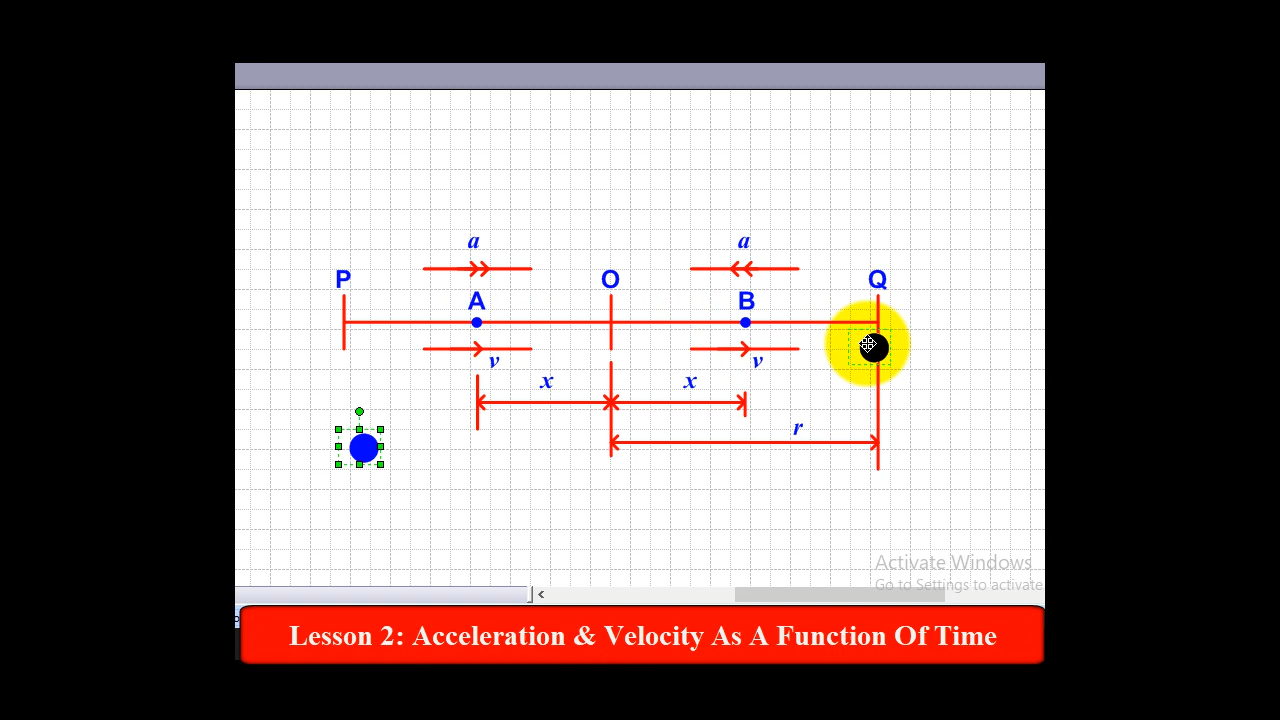 a a
P O Q
A B
v v
x x
r
Activate Windows
Go to Settings to activate
Lesson 2: Acceleration & Velocity As A Function Of Time